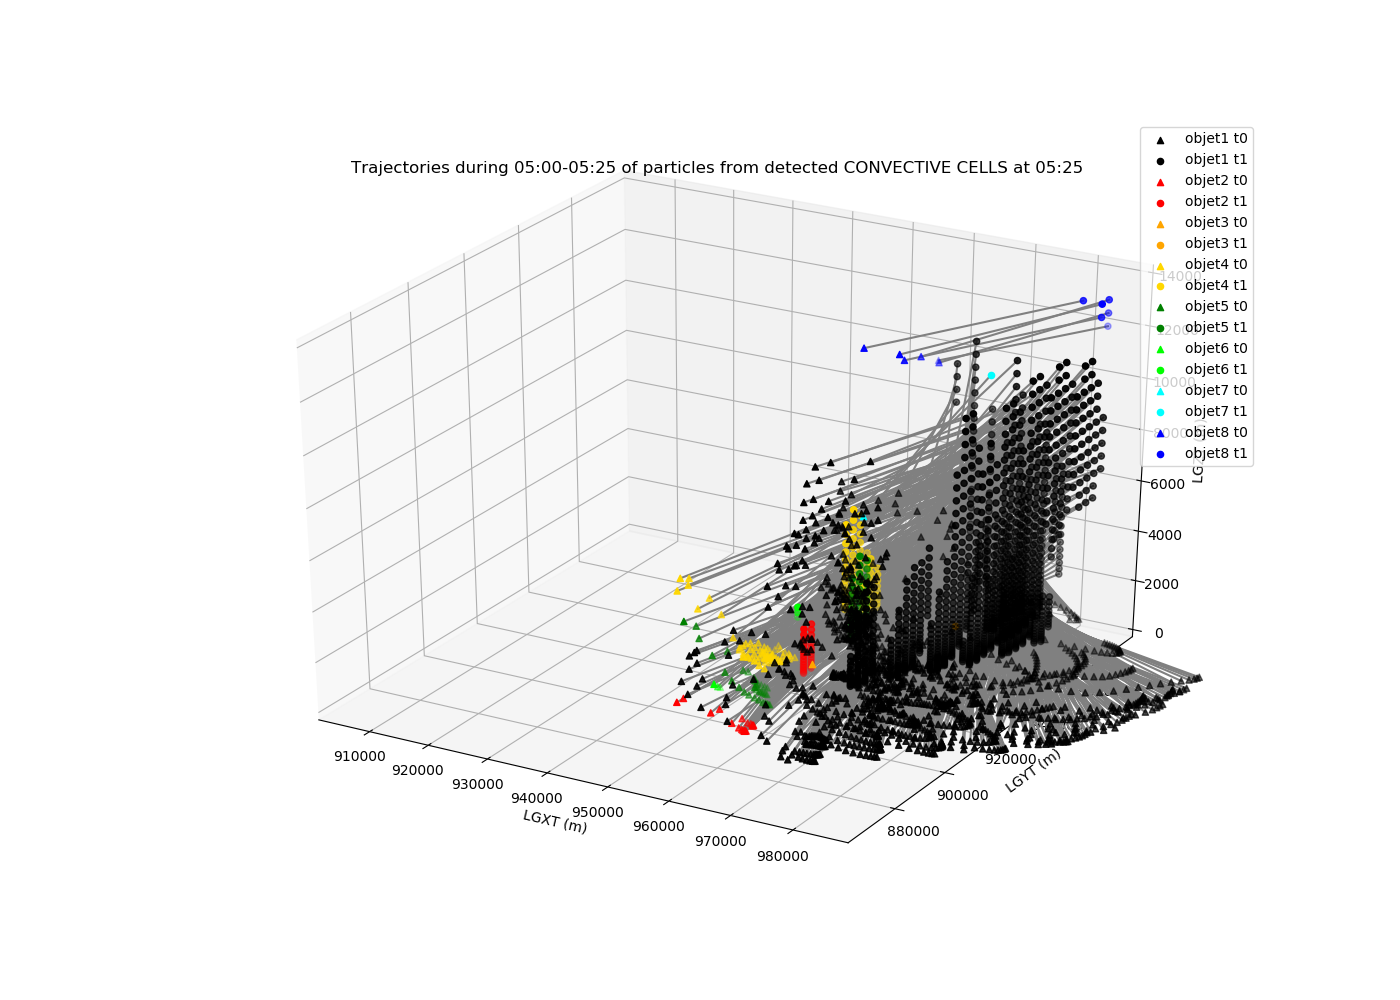 Trajectories during 05:00-05:25 of particles from detected CONVECTIVE CELLS at 05:25
objet1 t0
objet1 t1
objet2 t0
objet2 t1
objet3 t0
objet3 t1
objet4 t0
objet4 t1
objet5 t0
objet5 t1
objet6 t0
objet6 t1
objet7 t0
objet7 t1
objet8 t0
objet8 t1
14000
12000
10000
8000
6000
4000
2000
0
910000
920000
930000
940000
950000
960000
970000
980000
LGXT (m)
880000
900000
920000
LGYT (m)